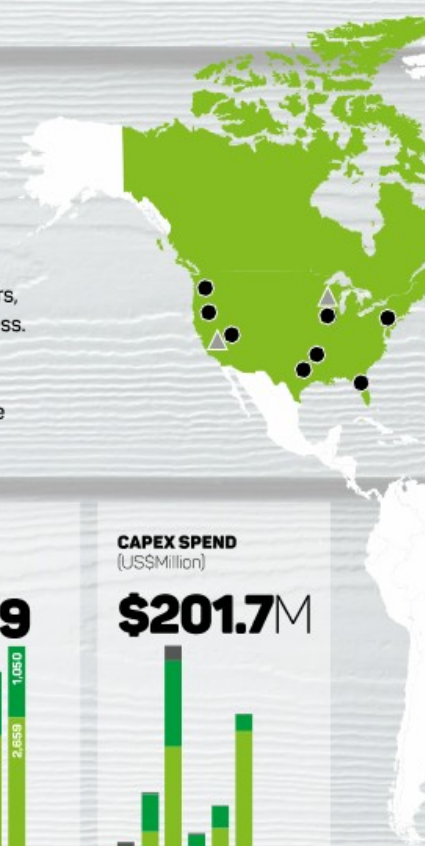 rs,
ss.
e
CAPEX SPEND
(US$Million)
9
$201.7M
1,050
2,659